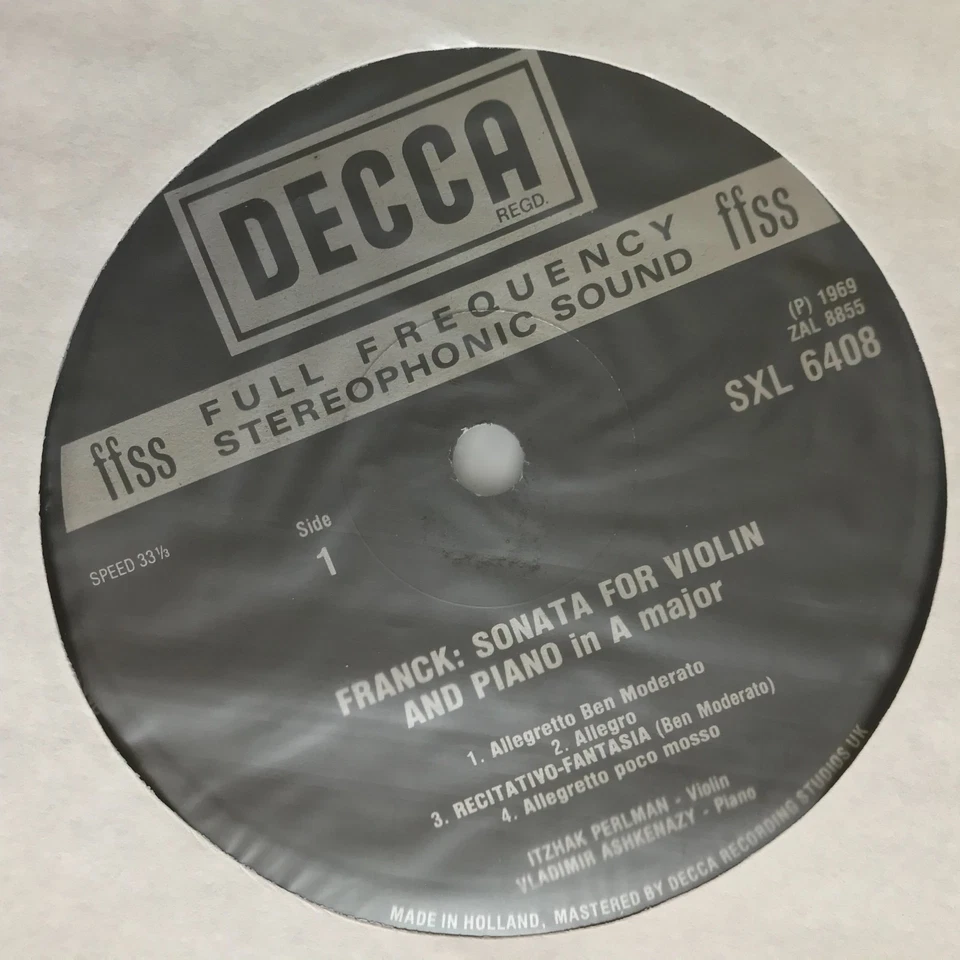 DECCA
REGD.
FULL FREQUENCY
STEREOPHONIC SOUND
ffss
ffss
(P) 1969
ZAL 8855
SXL 6408
SPEED 33⅓
Side
1
FRANCK: SONATA FOR VIOLIN
AND PIANO in A major
1. Allegretto Ben Moderato
2. Allegro
3. RECITATIVO-FANTASIA (Ben Moderato)
4. Allegretto poco mosso
ITZHAK PERLMAN - Violin
VLADIMIR ASHKENAZY - Piano
MADE IN HOLLAND, MASTERED BY DECCA RECORDING STUDIOS UK